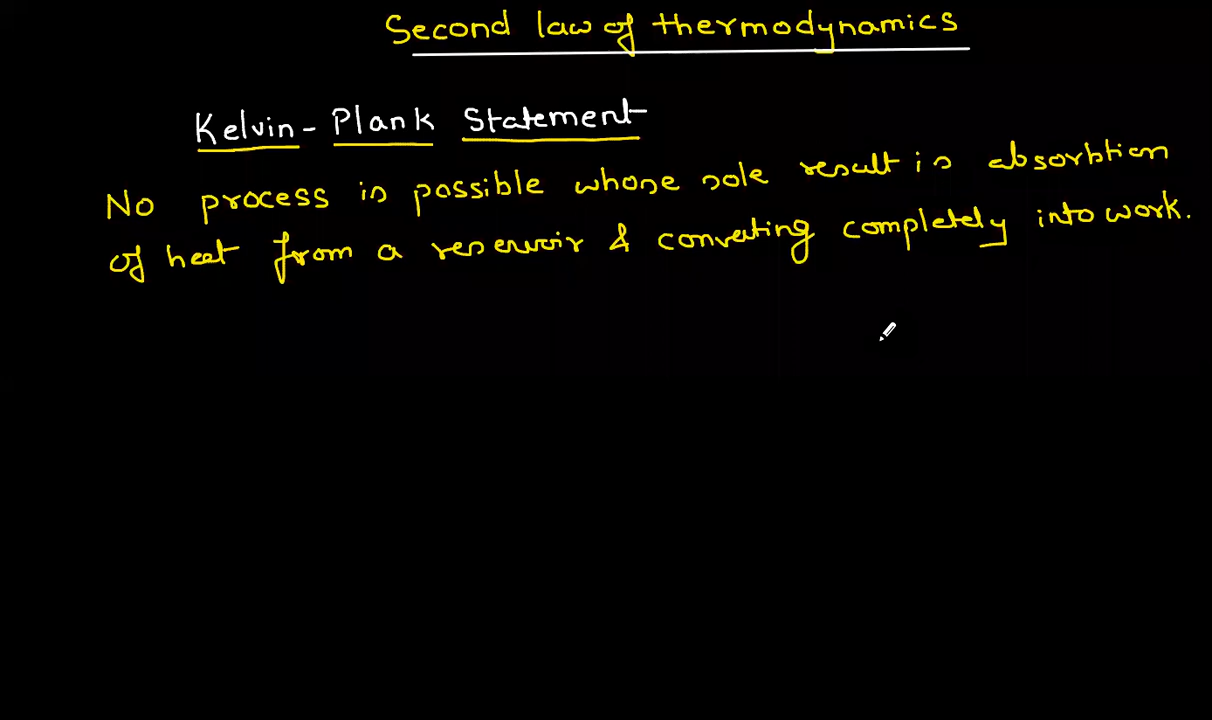 Second law of thermodynamics
Kelvin - Plank Statement
No process is possible whose sole result is absorbtion
of heat from a reservoir & converting completely into work.